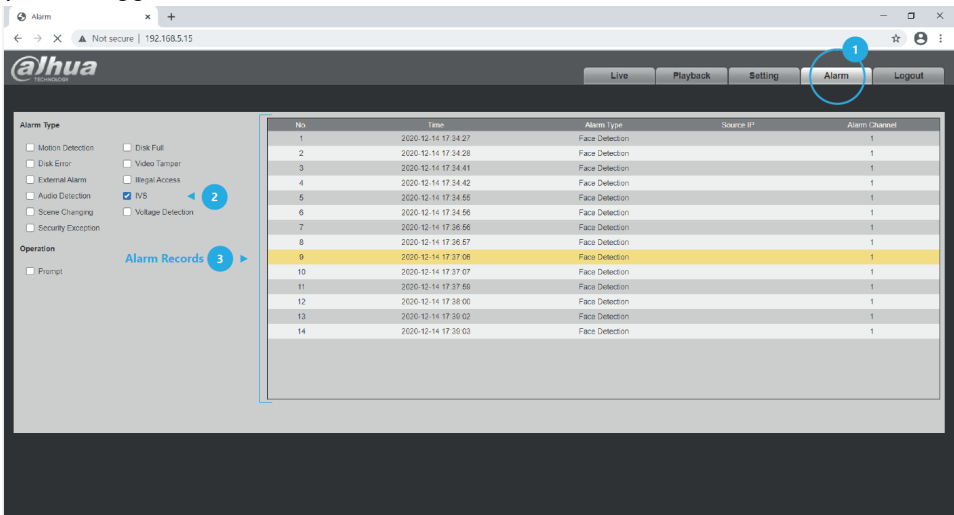 Alarm
Not secure | 192.168.5.15
1
alhua
TECHNOLOGY
Live Playback Setting Alarm Logout
Alarm Type
Motion Detection Disk Full
Disk Error Video Tamper
External Alarm Illegal Access
Audio Detection IVS 2
Scene Changing Voltage Detection
Security Exception
Operation
Prompt
Alarm Records 3
No. Time Alarm Type Source IP Alarm Channel
1 2020-12-14 17:34:27 Face Detection 1
2 2020-12-14 17:34:28 Face Detection 1
3 2020-12-14 17:34:41 Face Detection 1
4 2020-12-14 17:34:42 Face Detection 1
5 2020-12-14 17:34:55 Face Detection 1
6 2020-12-14 17:34:56 Face Detection 1
7 2020-12-14 17:36:56 Face Detection 1
8 2020-12-14 17:36:57 Face Detection 1
9 2020-12-14 17:37:06 Face Detection 1
10 2020-12-14 17:37:07 Face Detection 1
11 2020-12-14 17:37:59 Face Detection 1
12 2020-12-14 17:38:00 Face Detection 1
13 2020-12-14 17:39:02 Face Detection 1
14 2020-12-14 17:39:03 Face Detection 1